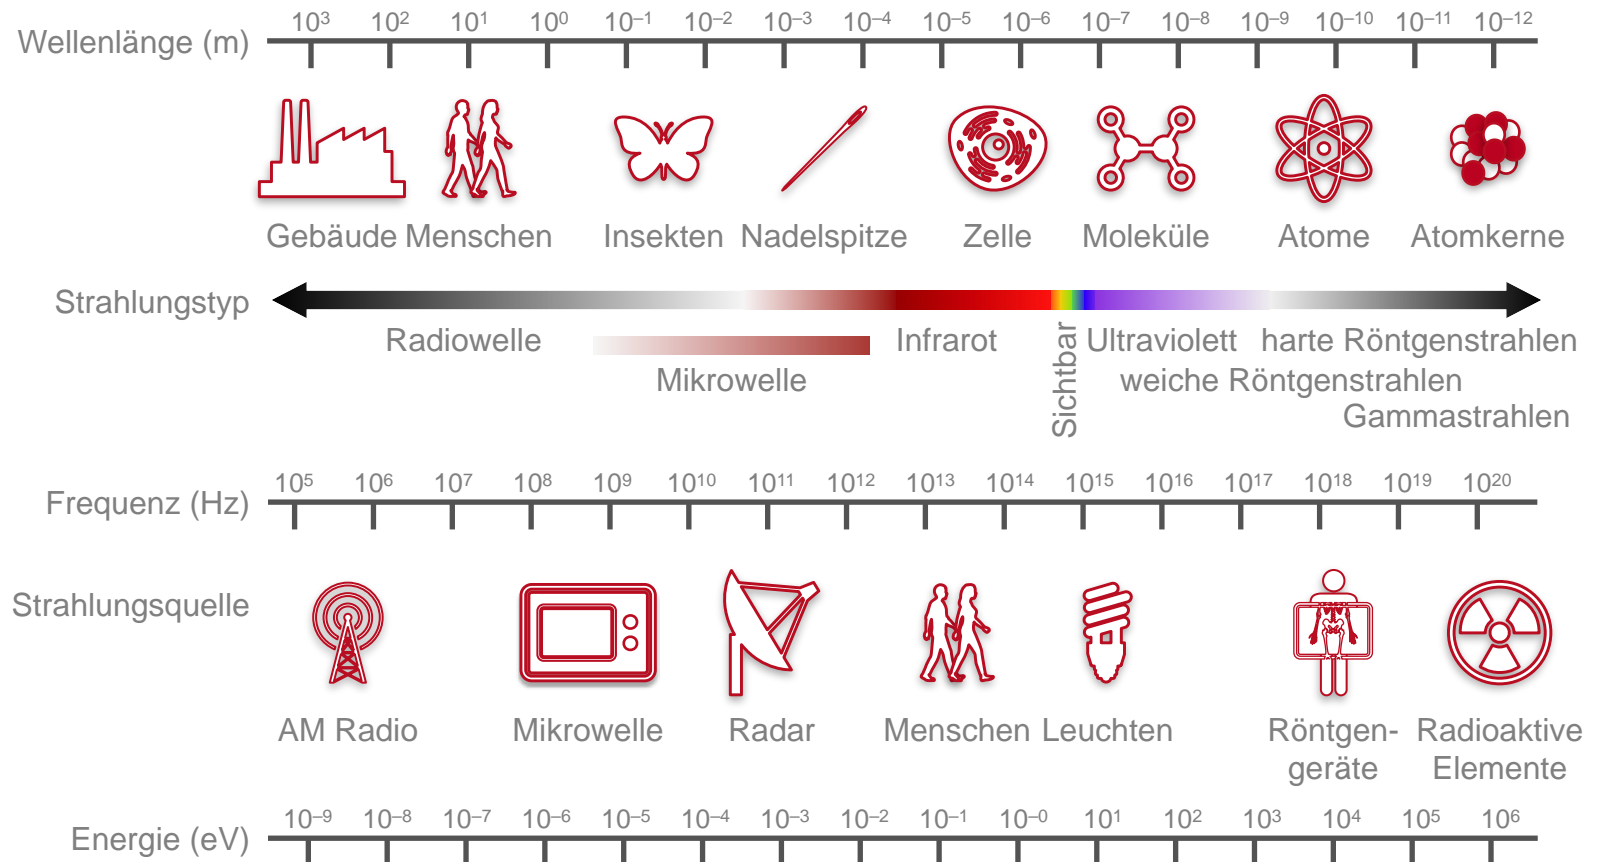 10³ 10² 10¹ 10⁰ 10⁻¹ 10⁻² 10⁻³ 10⁻⁴ 10⁻⁵ 10⁻⁶ 10⁻⁷ 10⁻⁸ 10⁻⁹ 10⁻¹⁰ 10⁻¹¹ 10⁻¹²
Wellenlänge (m)
Gebäude Menschen Insekten Nadelspitze Zelle Moleküle Atome Atomkerne
Strahlungstyp
Radiowelle Infrarot Sichtbar Ultraviolett harte Röntgenstrahlen
Mikrowelle weiche Röntgenstrahlen
Gammastrahlen
10⁵ 10⁶ 10⁷ 10⁸ 10⁹ 10¹⁰ 10¹¹ 10¹² 10¹³ 10¹⁴ 10¹⁵ 10¹⁶ 10¹⁷ 10¹⁸ 10¹⁹ 10²⁰
Frequenz (Hz)
Strahlungsquelle
AM Radio Mikrowelle Radar Menschen Leuchten Röntgen- Radioaktive
geräte Elemente
10⁻⁹ 10⁻⁸ 10⁻⁷ 10⁻⁶ 10⁻⁵ 10⁻⁴ 10⁻³ 10⁻² 10⁻¹ 10⁻⁰ 10¹ 10² 10³ 10⁴ 10⁵ 10⁶
Energie (eV)